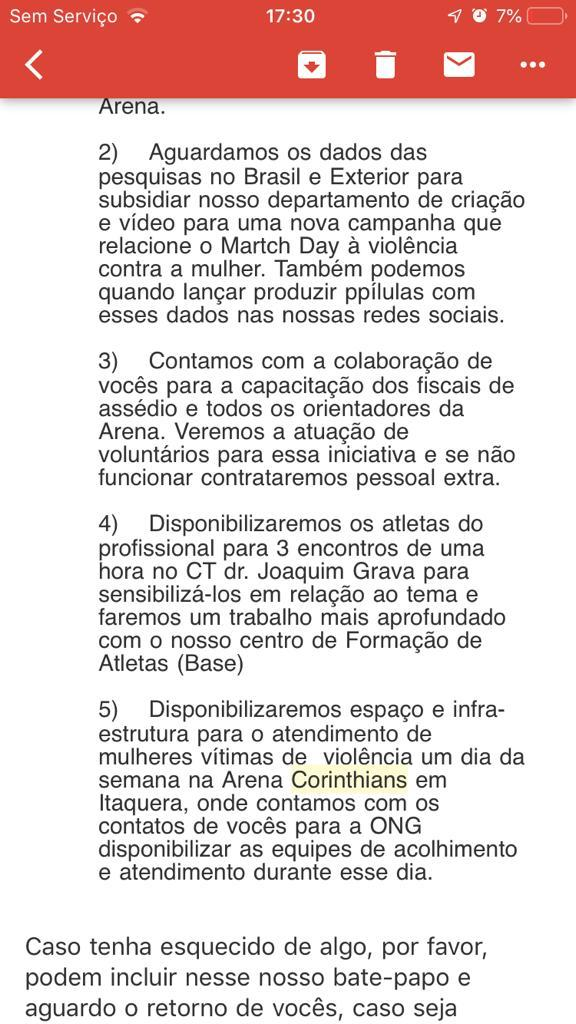 Sem Serviço 17:30 7%
Arena.
2) Aguardamos os dados das
pesquisas no Brasil e Exterior para
subsidiar nosso departamento de criação
e vídeo para uma nova campanha que
relacione o Martch Day à violência
contra a mulher. Também podemos
quando lançar produzir ppílulas com
esses dados nas nossas redes sociais.
3) Contamos com a colaboração de
vocês para a capacitação dos fiscais de
assédio e todos os orientadores da
Arena. Veremos a atuação de
voluntários para essa iniciativa e se não
funcionar contrataremos pessoal extra.
4) Disponibilizaremos os atletas do
profissional para 3 encontros de uma
hora no CT dr. Joaquim Grava para
sensibilizá-los em relação ao tema e
faremos um trabalho mais aprofundado
com o nosso centro de Formação de
Atletas (Base)
5) Disponibilizaremos espaço e infra-
estrutura para o atendimento de
mulheres vítimas de violência um dia da
semana na Arena Corinthians em
Itaquera, onde contamos com os
contatos de vocês para a ONG
disponibilizar as equipes de acolhimento
e atendimento durante esse dia.
Caso tenha esquecido de algo, por favor,
podem incluir nesse nosso bate-papo e
aguardo o retorno de vocês, caso seja